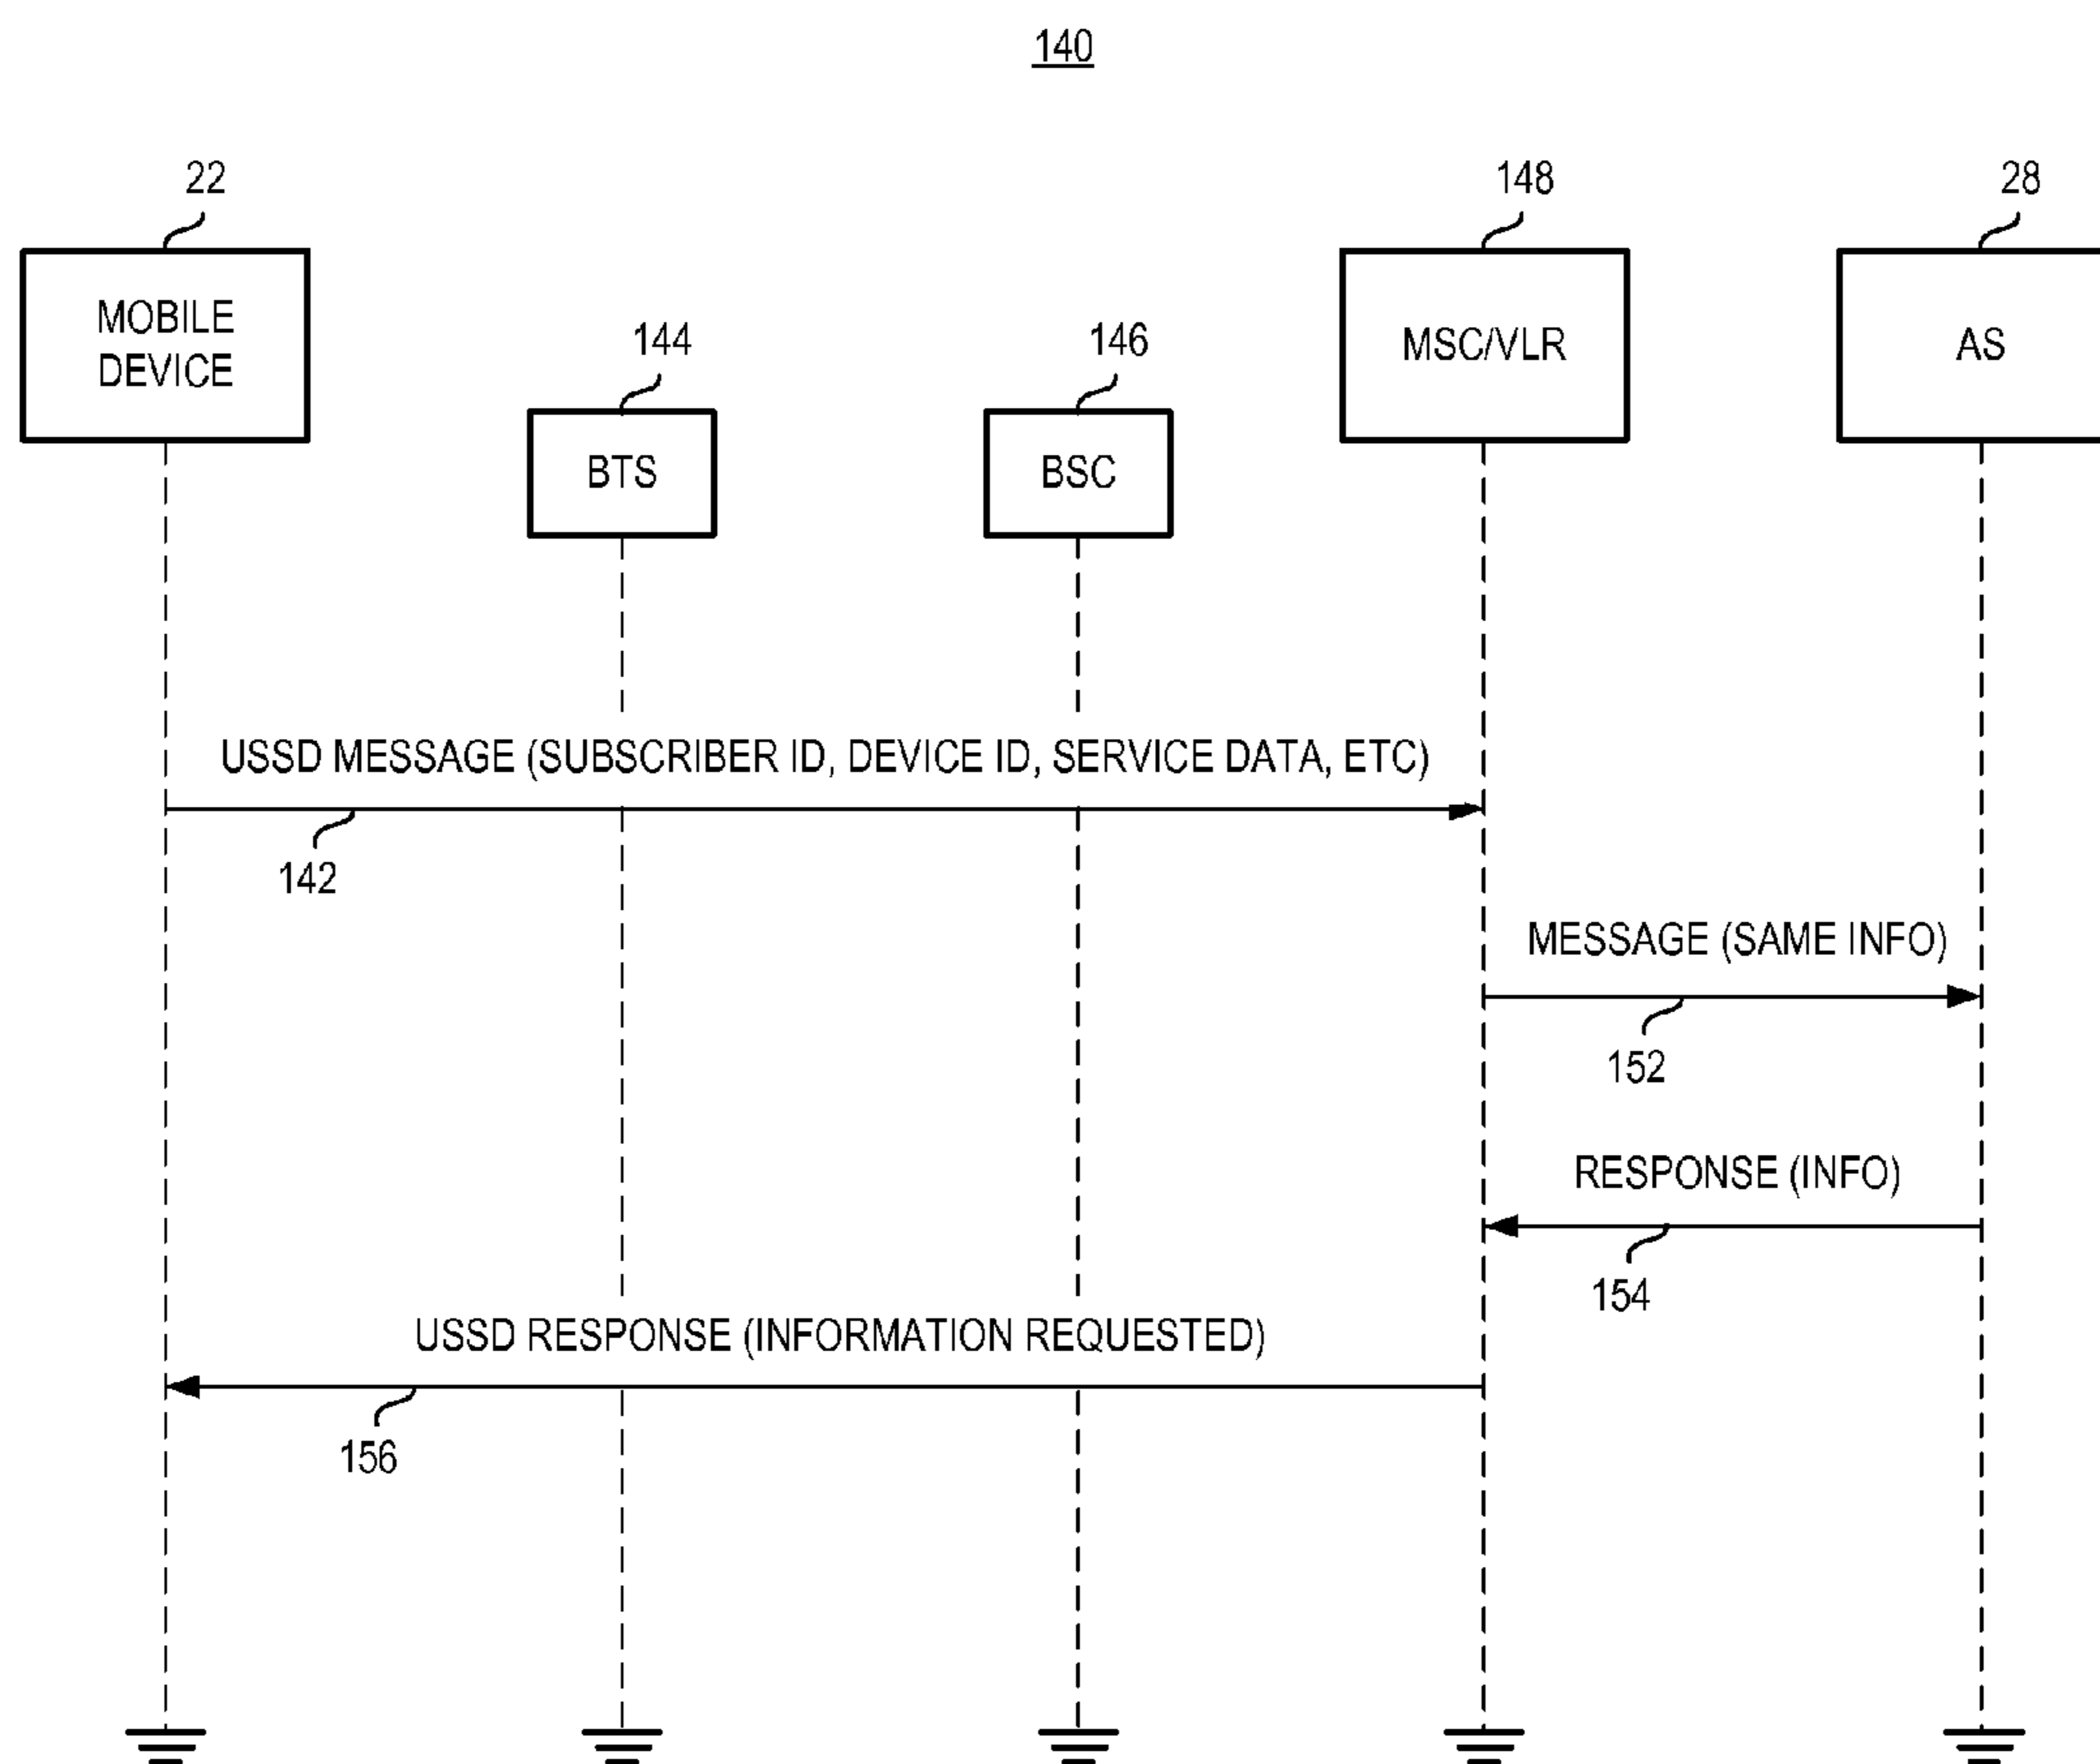 140
22
148
28
MOBILE
DEVICE
144
146
MSC/VLR
AS
BTS
BSC
USSD MESSAGE (SUBSCRIBER ID, DEVICE ID, SERVICE DATA, ETC)
142
MESSAGE (SAME INFO)
152
RESPONSE (INFO)
154
USSD RESPONSE (INFORMATION REQUESTED)
156